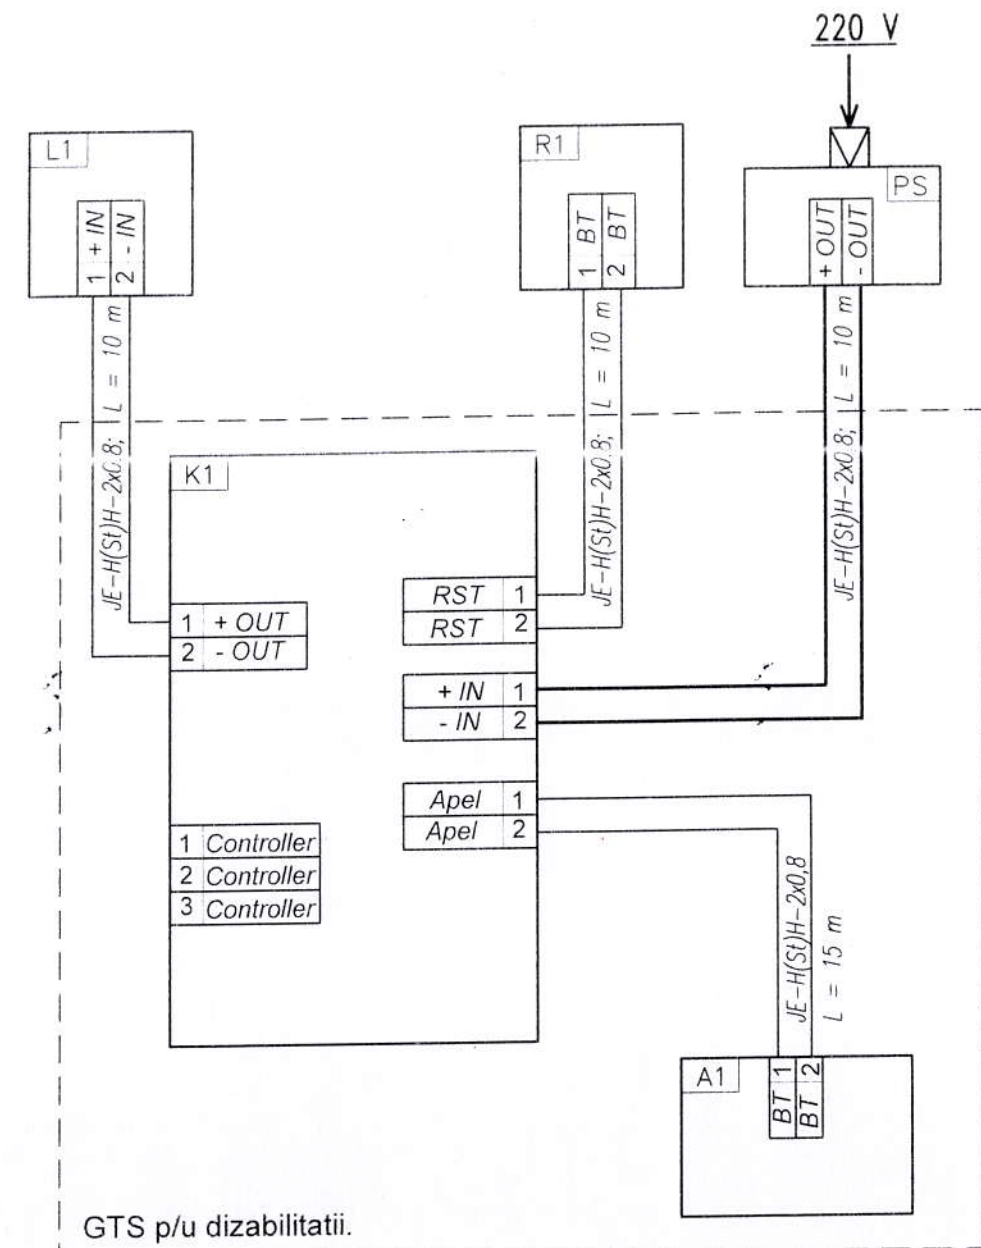 220 V
L1
1 + IN
2 - IN
R1
1 BT
2 BT
PS
+ OUT
- OUT
JE-H(St)H-2x0.8; L = 10 m
JE-H(St)H-2x0.8; L = 10 m
JE-H(St)H-2x0.8; L = 10 m
K1
RST 1
RST 2
1 + OUT
2 - OUT
+ IN 1
- IN 2
Apel 1
Apel 2
1 Controller
2 Controller
3 Controller
JE-H(St)H-2x0,8
L = 15 m
A1
BT 1
BT 2
GTS p/u dizabilitatii.